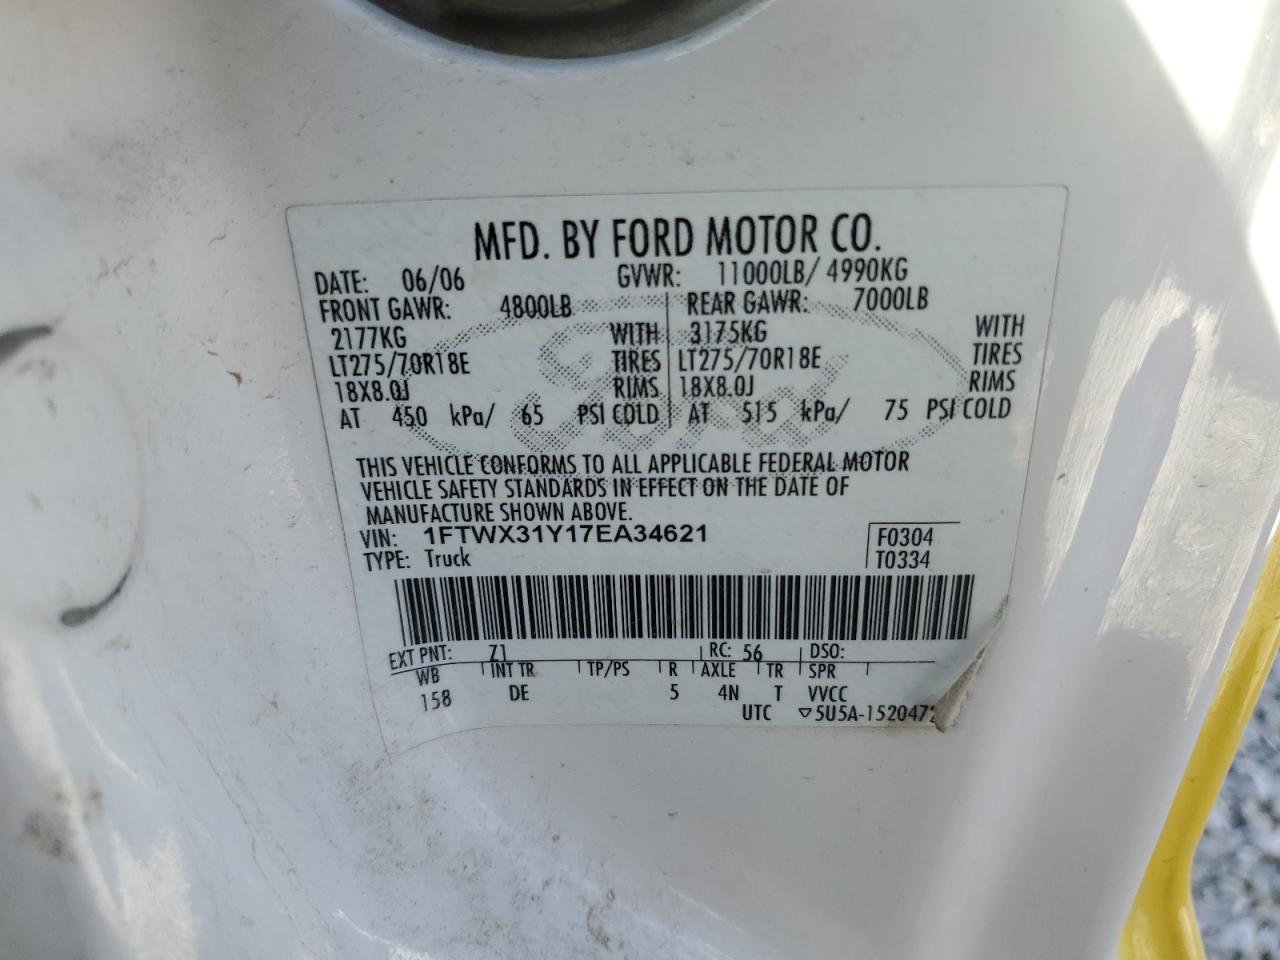 MFD. BY FORD MOTOR CO.
DATE: 06/06 GVWR: 11000LB/ 4990KG
FRONT GAWR: 4800LB REAR GAWR: 7000LB
2177KG WITH 3175KG WITH
LT275/70R18E TIRES LT275/70R18E TIRES
18X8.0J RIMS 18X8.0J RIMS
AT 450 kPa/ 65 PSI COLD AT 515 kPa/ 75 PSI COLD
Ford
THIS VEHICLE CONFORMS TO ALL APPLICABLE FEDERAL MOTOR
VEHICLE SAFETY STANDARDS IN EFFECT ON THE DATE OF
MANUFACTURE SHOWN ABOVE.
VIN: 1FTWX31Y17EA34621 F0304
TYPE: Truck T0334
EXT PNT: Z1 RC: 56 DSO:
WB INT TR TP/PS R AXLE TR SPR
158 DE 5 4N T VVCC
UTC ▽5U5A-1520472